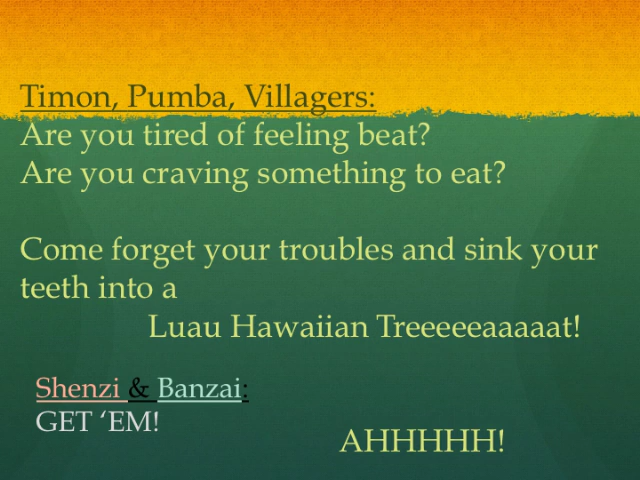 Timon, Pumba, Villagers:
Are you tired of feeling beat?
Are you craving something to eat?
Come forget your troubles and sink your
teeth into a
Luau Hawaiian Treeeeeaaaaat!
Shenzi & Banzai:
GET ‘EM!
AHHHHH!